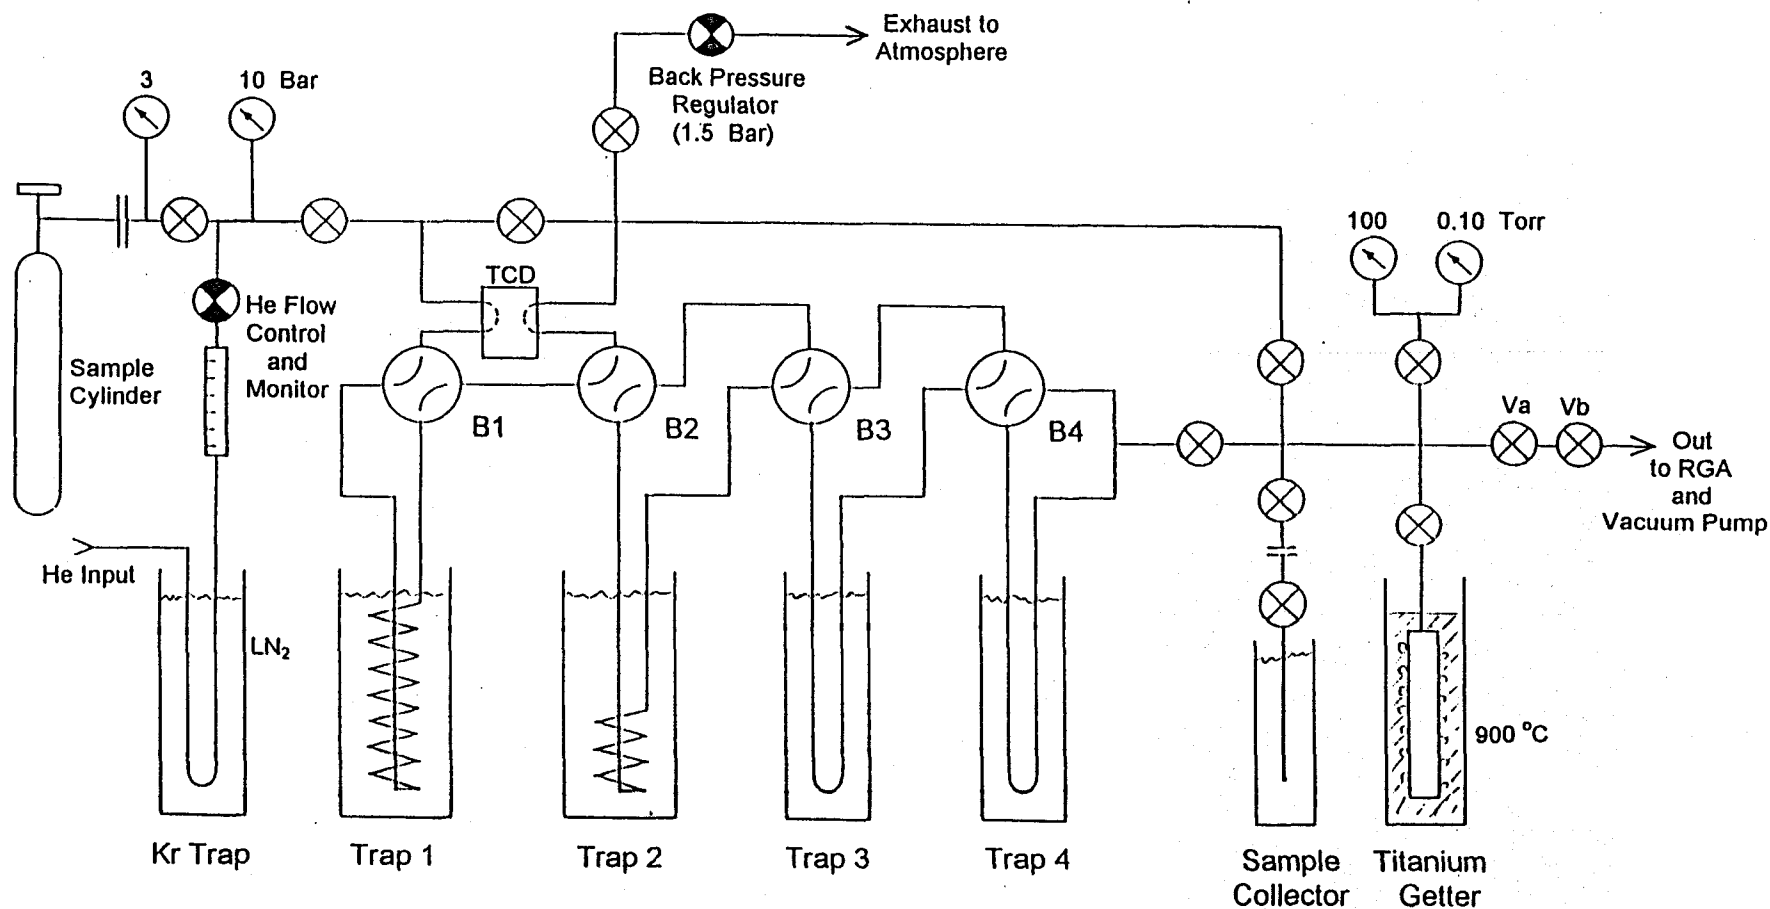 Exhaust to
Atmosphere
3
10 Bar
Back Pressure
Regulator
(1.5 Bar)
100
0.10 Torr
TCD
He Flow
Control
and
Monitor
Sample
Cylinder
B1
B2
B3
B4
Va
Vb
Out
to RGA
and
Vacuum Pump
He Input
LN₂
900 °C
Kr Trap
Trap 1
Trap 2
Trap 3
Trap 4
Sample
Collector
Titanium
Getter